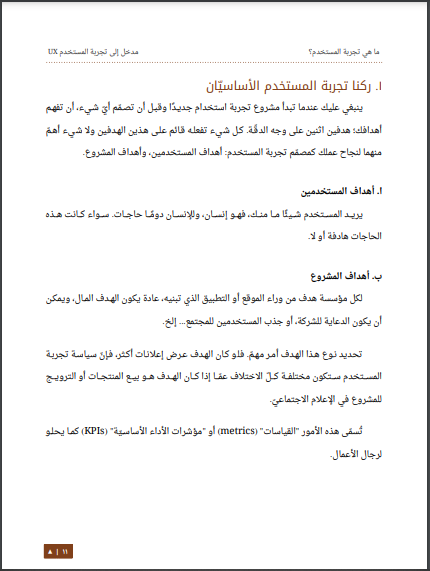 ما هي تجربة المستخدم؟ مدخل إلى تجربة المستخدم UX
١. ركنا تجربة المستخدم الأساسيّان
ينبغي عليك عندما تبدأ مشروع تجربة استخدام جديدًا وقبل أن تصمّم أيّ شيء، أن تفهم
أهدافك؛ هدفين اثنين على وجه الدقّة. كل شيء تفعله قائم على هذين الهدفين ولا شيء أهمّ
منهما لنجاح عملك كمصمّم تجربة المستخدم: أهداف المستخدمين، وأهداف المشروع.
ا. أهداف المستخدمين
يريد المستخدم شيئًا ما منك، فهو إنسان، وللإنسان دومًا حاجات. سواء كانت هذه
الحاجات هادفة أو لا.
ب. أهداف المشروع
لكل مؤسسة هدف من وراء الموقع أو التطبيق الذي تبنيه، عادة يكون الهدف المال، ويمكن
أن يكون الدعاية للشركة، أو جذب المستخدمين للمجتمع... إلخ.
تحديد نوع هذا الهدف أمر مهمّ. فلو كان الهدف عرض إعلانات أكثر، فإنّ سياسة تجربة
المستخدم ستكون مختلفة كلّ الاختلاف عمّا إذا كان الهدف هو بيع المنتجات أو الترويج
للمشروع في الإعلام الاجتماعيّ.
تُسمّى هذه الأمور "القياسات" (metrics) أو "مؤشرات الأداء الأساسيّة" (KPIs) كما يحلو
لرجال الأعمال.
١١ | ▲